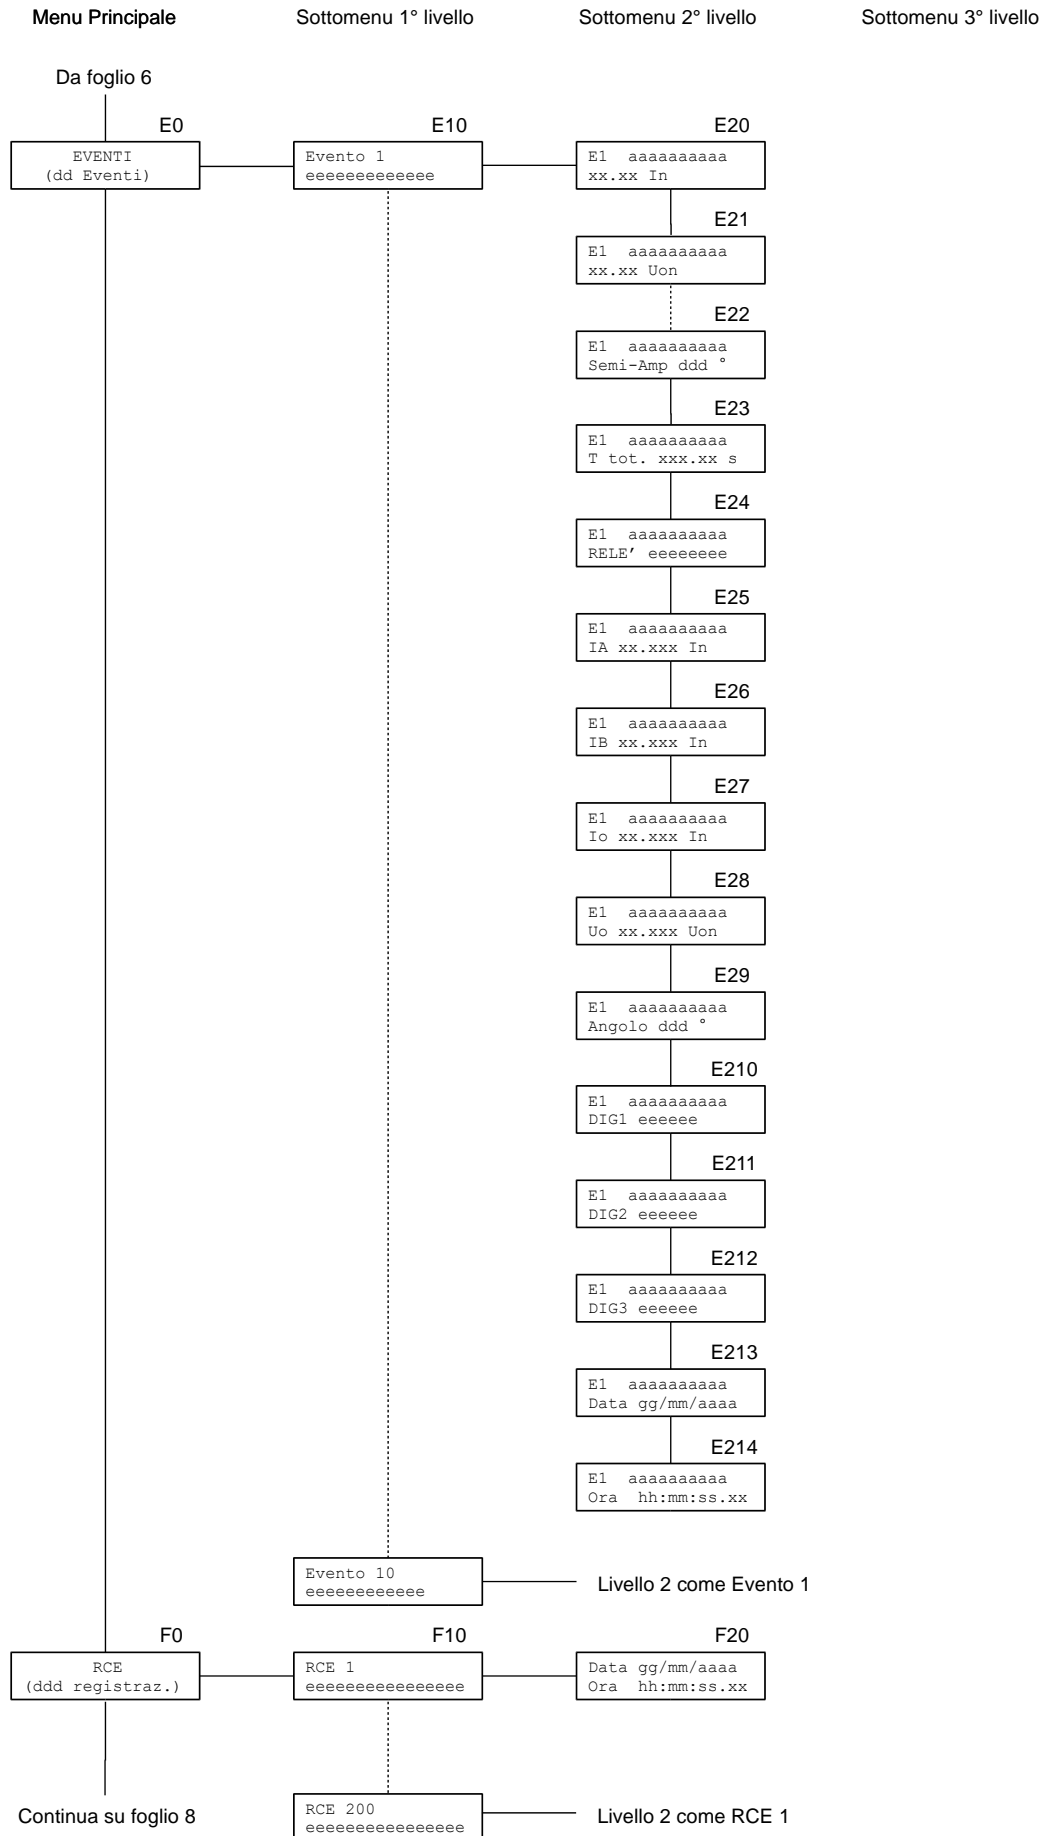 Menu Principale
Sottomenu 1° livello
Sottomenu 2° livello
Sottomenu 3° livello
Da foglio 6
E0
EVENTI
(dd Eventi)
E10
Evento 1
eeeeeeeeeeeee
E20
E1  aaaaaaaaaa
xx.xx In
E21
E1  aaaaaaaaaa
xx.xx Uon
E22
E1  aaaaaaaaaa
Semi-Amp ddd °
E23
E1  aaaaaaaaaa
T tot. xxx.xx s
E24
E1  aaaaaaaaaa
RELE’ eeeeeeee
E25
E1  aaaaaaaaaa
IA xx.xxx In
E26
E1  aaaaaaaaaa
IB xx.xxx In
E27
E1  aaaaaaaaaa
Io xx.xxx In
E28
E1  aaaaaaaaaa
Uo xx.xxx Uon
E29
E1  aaaaaaaaaa
Angolo ddd °
E210
E1  aaaaaaaaaa
DIG1 eeeeee
E211
E1  aaaaaaaaaa
DIG2 eeeeee
E212
E1  aaaaaaaaaa
DIG3 eeeeee
E213
E1  aaaaaaaaaa
Data gg/mm/aaaa
E214
E1  aaaaaaaaaa
Ora  hh:mm:ss.xx
Evento 10
eeeeeeeeeeee
Livello 2 come Evento 1
F0
RCE
(ddd registraz.)
F10
RCE 1
eeeeeeeeeeeeeeee
F20
Data gg/mm/aaaa
Ora  hh:mm:ss.xx
Continua su foglio 8
RCE 200
eeeeeeeeeeeeeeee
Livello 2 come RCE 1